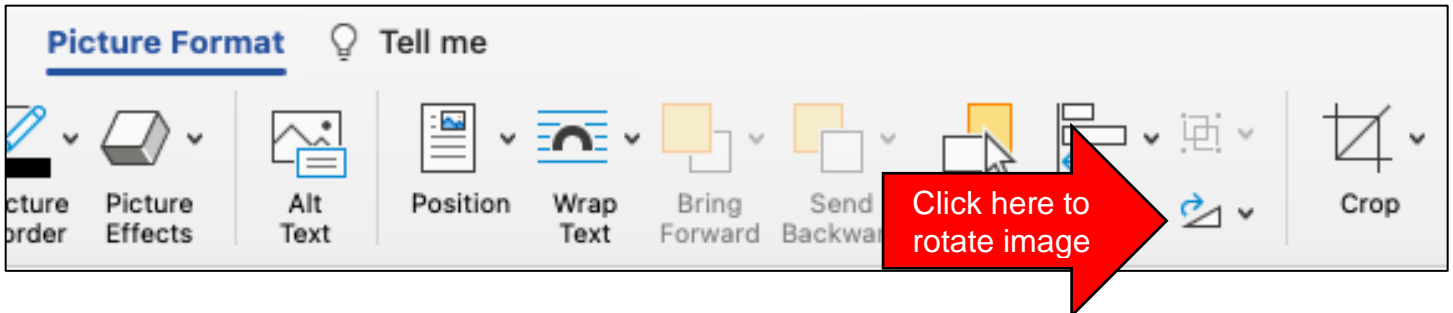 Picture Format Tell me
cture
order
Picture
Effects
Alt
Text
Position
Wrap
Text
Bring
Forward
Send
Backwar
Click here to
rotate image
Crop